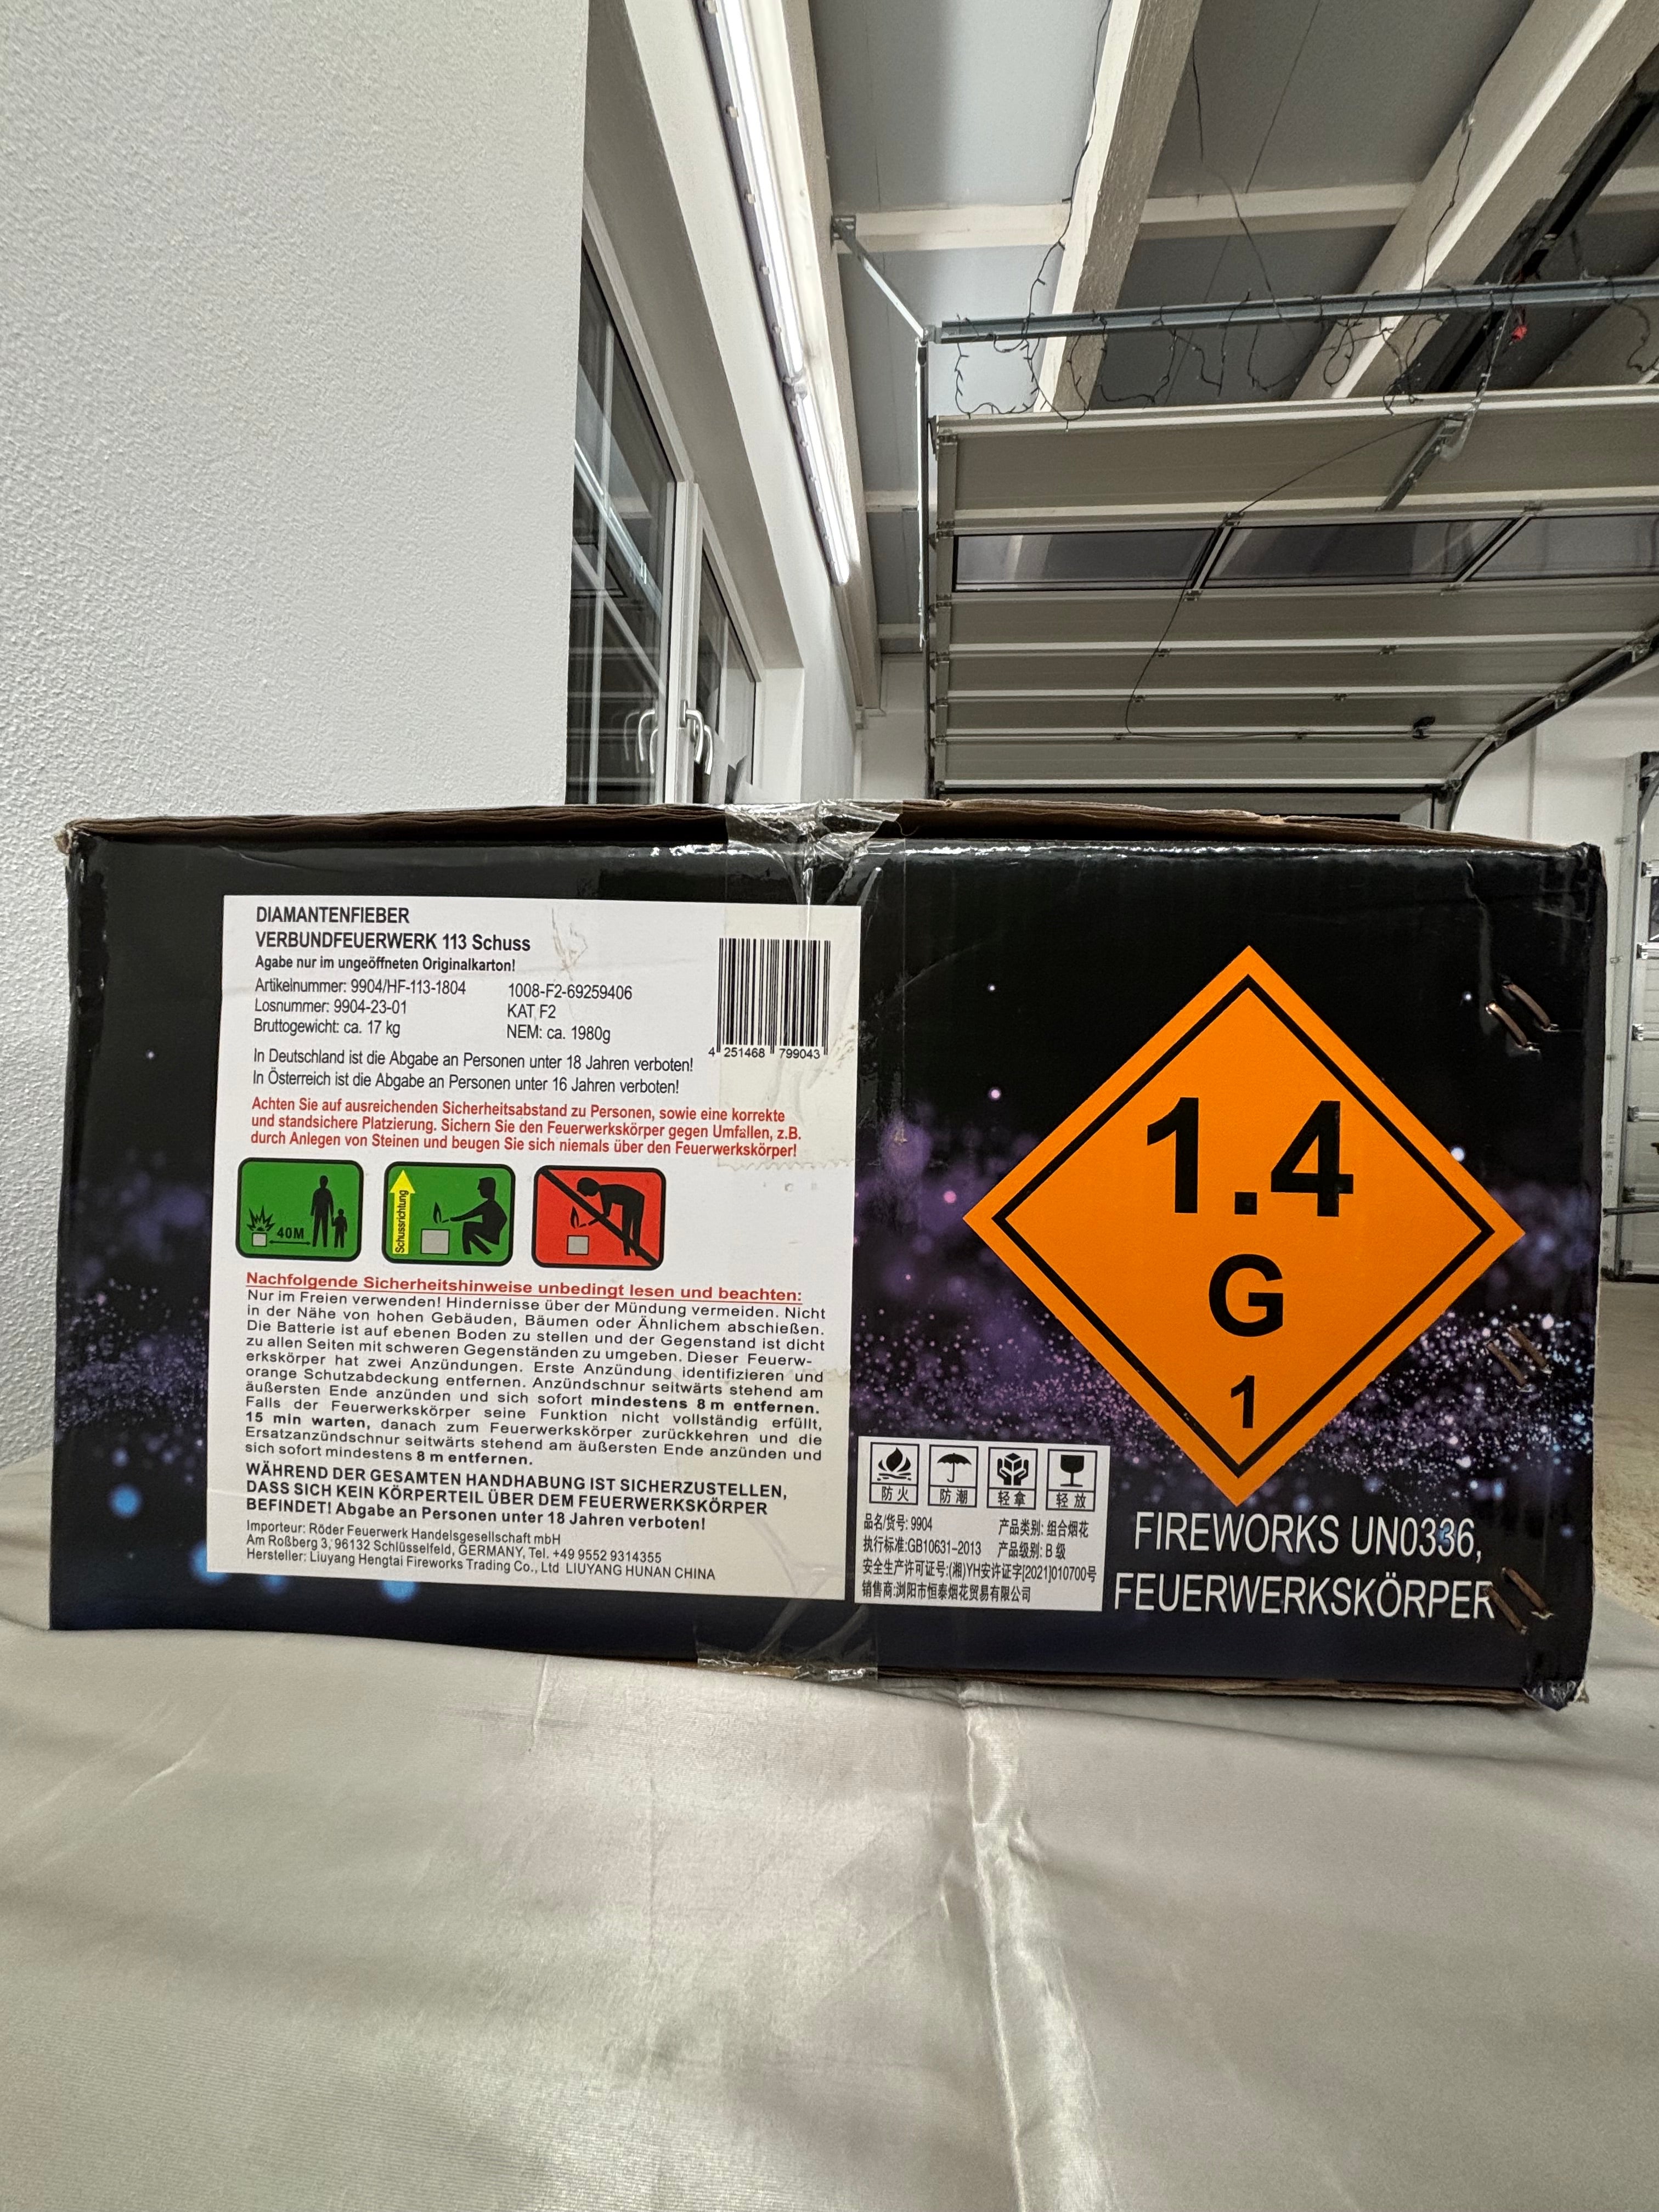 DIAMANTENFIEBER
VERBUNDFEUERWERK 113 Schuss
Agabe nur im ungeöffneten Originalkarton!
Artikelnummer: 9904/HF-113-1804
Losnummer: 9904-23-01
Bruttogewicht: ca. 17 kg
1008-F2-69259406
KAT F2
NEM: ca. 1980g
4 251468 799043
In Deutschland ist die Abgabe an Personen unter 18 Jahren verboten!
In Österreich ist die Abgabe an Personen unter 16 Jahren verboten!
Achten Sie auf ausreichenden Sicherheitsabstand zu Personen, sowie eine korrekte
und standsichere Platzierung. Sichern Sie den Feuerwerkskörper gegen Umfallen, z.B.
durch Anlegen von Steinen und beugen Sie sich niemals über den Feuerwerkskörper!
40M
Schussrichtung
Nachfolgende Sicherheitshinweise unbedingt lesen und beachten:
Nur im Freien verwenden! Hindernisse über der Mündung vermeiden. Nicht
in der Nähe von hohen Gebäuden, Bäumen oder Ähnlichem abschießen.
Die Batterie ist auf ebenen Boden zu stellen und der Gegenstand ist dicht
zu allen Seiten mit schweren Gegenständen zu umgeben. Dieser Feuerw-
erkskörper hat zwei Anzündungen. Erste Anzündung identifizieren und
orange Schutzabdeckung entfernen. Anzündschnur seitwärts stehend am
äußersten Ende anzünden und sich sofort mindestens 8 m entfernen.
Falls der Feuerwerkskörper seine Funktion nicht vollständig erfüllt,
15 min warten, danach zum Feuerwerkskörper zurückkehren und die
Ersatzanzündschnur seitwärts stehend am äußersten Ende anzünden und
sich sofort mindestens 8 m entfernen.
WÄHREND DER GESAMTEN HANDHABUNG IST SICHERZUSTELLEN,
DASS SICH KEIN KÖRPERTEIL ÜBER DEM FEUERWERKSKÖRPER
BEFINDET! Abgabe an Personen unter 18 Jahren verboten!
Importeur: Röder Feuerwerk Handelsgesellschaft mbH
Am Roßberg 3, 96132 Schlüsselfeld, GERMANY, Tel. +49 9552 9314355
Hersteller: Liuyang Hengtai Fireworks Trading Co., Ltd LIUYANG HUNAN CHINA
防火 防潮 轻拿 轻放
品名/货号: 9904 产品类别: 组合烟花
执行标准:GB10631-2013 产品级别: B 级
安全生产许可证号:(湘)YH安许证字[2021]010700号
销售商:浏阳市恒泰烟花贸易有限公司
1.4
G
1
FIREWORKS UN0336,
FEUERWERKSKÖRPER